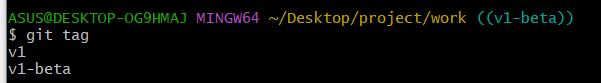 ASUS@DESKTOP-OG9HMAJ MINGW64 ~/Desktop/project/work ((v1-beta))
$ git tag
v1
v1-beta